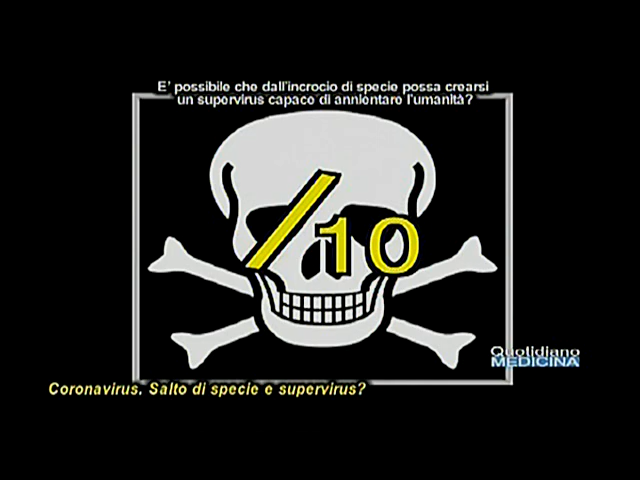 E' possibile che dall'incrocio di specie possa crearsi
un supervirus capace di annientare l'umanità?
/10
Quotidiano
MEDICINA
Coronavirus. Salto di specie e supervirus?